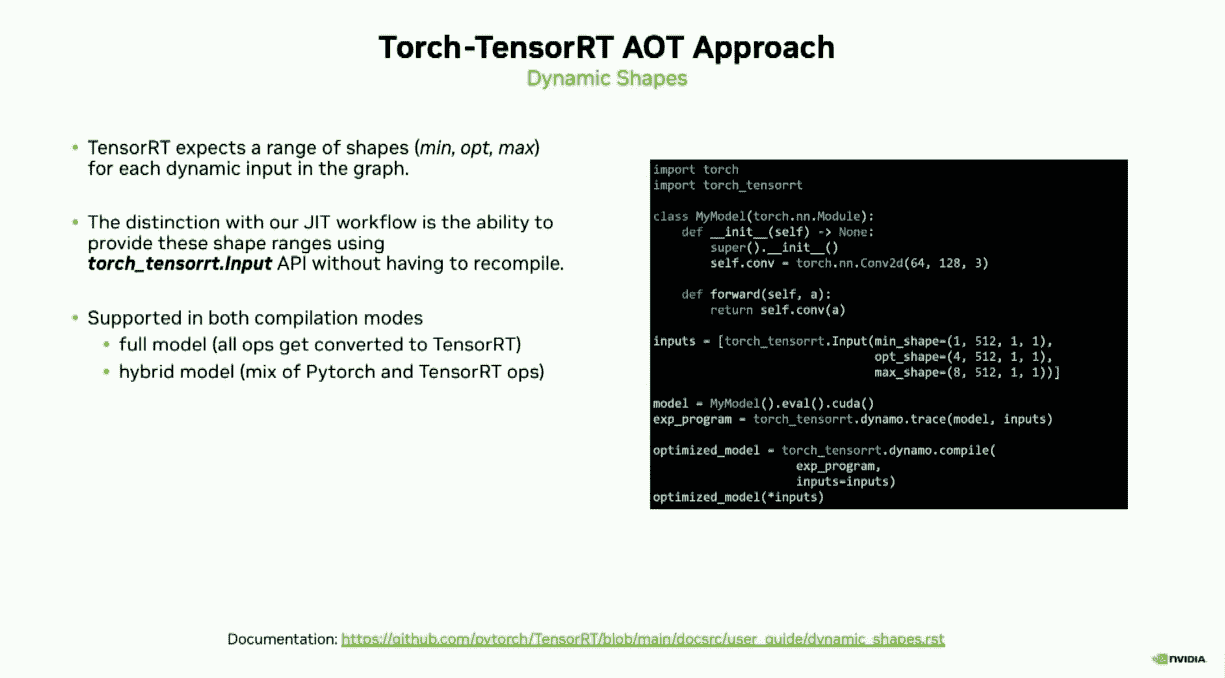 Torch-TensorRT AOT Approach
Dynamic Shapes
• TensorRT expects a range of shapes (min, opt, max)
for each dynamic input in the graph.
• The distinction with our JIT workflow is the ability to
provide these shape ranges using
torch_tensorrt.Input API without having to recompile.
• Supported in both compilation modes
• full model (all ops get converted to TensorRT)
• hybrid model (mix of Pytorch and TensorRT ops)
import torch
import torch_tensorrt
class MyModel(torch.nn.Module):
    def __init__(self) -> None:
        super().__init__()
        self.conv = torch.nn.Conv2d(64, 128, 3)
    def forward(self, a):
        return self.conv(a)
inputs = [torch_tensorrt.Input(min_shape=(1, 512, 1, 1),
                               opt_shape=(4, 512, 1, 1),
                               max_shape=(8, 512, 1, 1))]
model = MyModel().eval().cuda()
exp_program = torch_tensorrt.dynamo.trace(model, inputs)
optimized_model = torch_tensorrt.dynamo.compile(
                    exp_program,
                    inputs=inputs)
optimized_model(*inputs)
Documentation: https://github.com/pytorch/TensorRT/blob/main/docsrc/user_guide/dynamic_shapes.rst
NVIDIA.